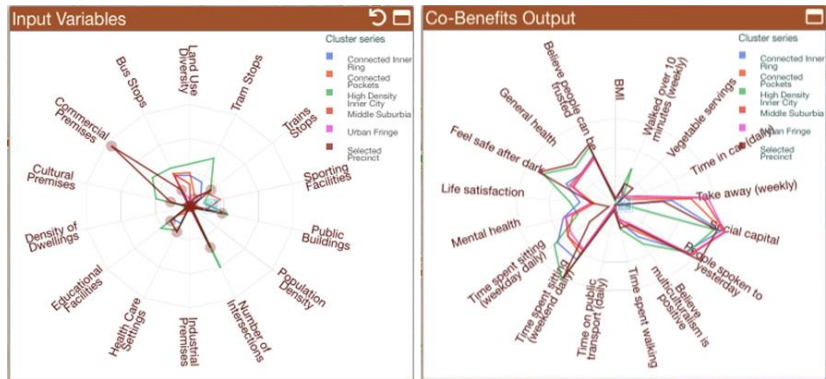 Input Variables
Cluster series
Connected Inner
Ring
Connected
Pockets
High Density
Inner City
Middle Suburbia
Urban Fringe
Selected
Precinct
Land Use
Diversity
Tram Stops
Trains
Stops
Sporting
Facilities
Public
Buildings
Population
Density
Number of
Intersections
Industrial
Premises
Health Care
Settings
Educational
Facilities
Density of
Dwellings
Cultural
Premises
Commercial
Premises
Bus Stops
Co-Benefits Output
Cluster series
Connected Inner
Ring
Connected
Pockets
High Density
Inner City
Middle Suburbia
Urban Fringe
Selected
Precinct
BMI
Walked over 10
minutes (weekly)
Vegetable servings
Time in car (daily)
Take away (weekly)
Social capital
People spoken to
yesterday
Believe
multiculturalism is
positive
Time spent walking
Time on public
transport (daily)
Time spent sitting
(weekend daily)
Time spent sitting
(weekday daily)
Mental health
Life satisfaction
Feel safe after dark
General health
Believe people can be
trusted